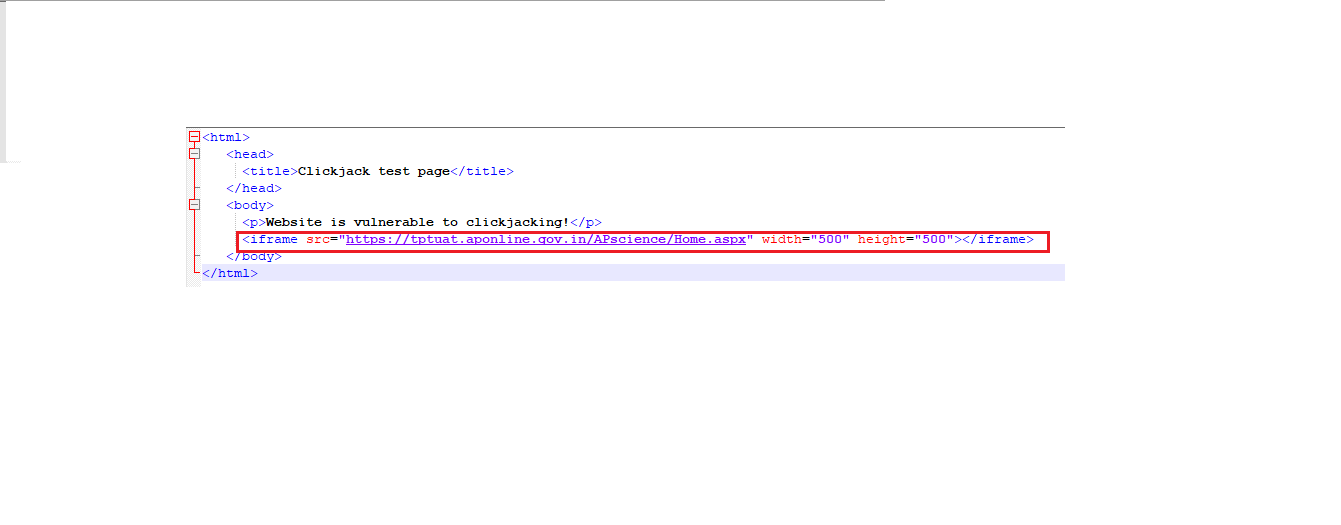 <html>
<head>
<title>Clickjack test page</title>
</head>
<body>
<p>Website is vulnerable to clickjacking!</p>
<iframe src="https://tptuat.aponline.gov.in/APscience/Home.aspx" width="500" height="500"></iframe>
</body>
</html>